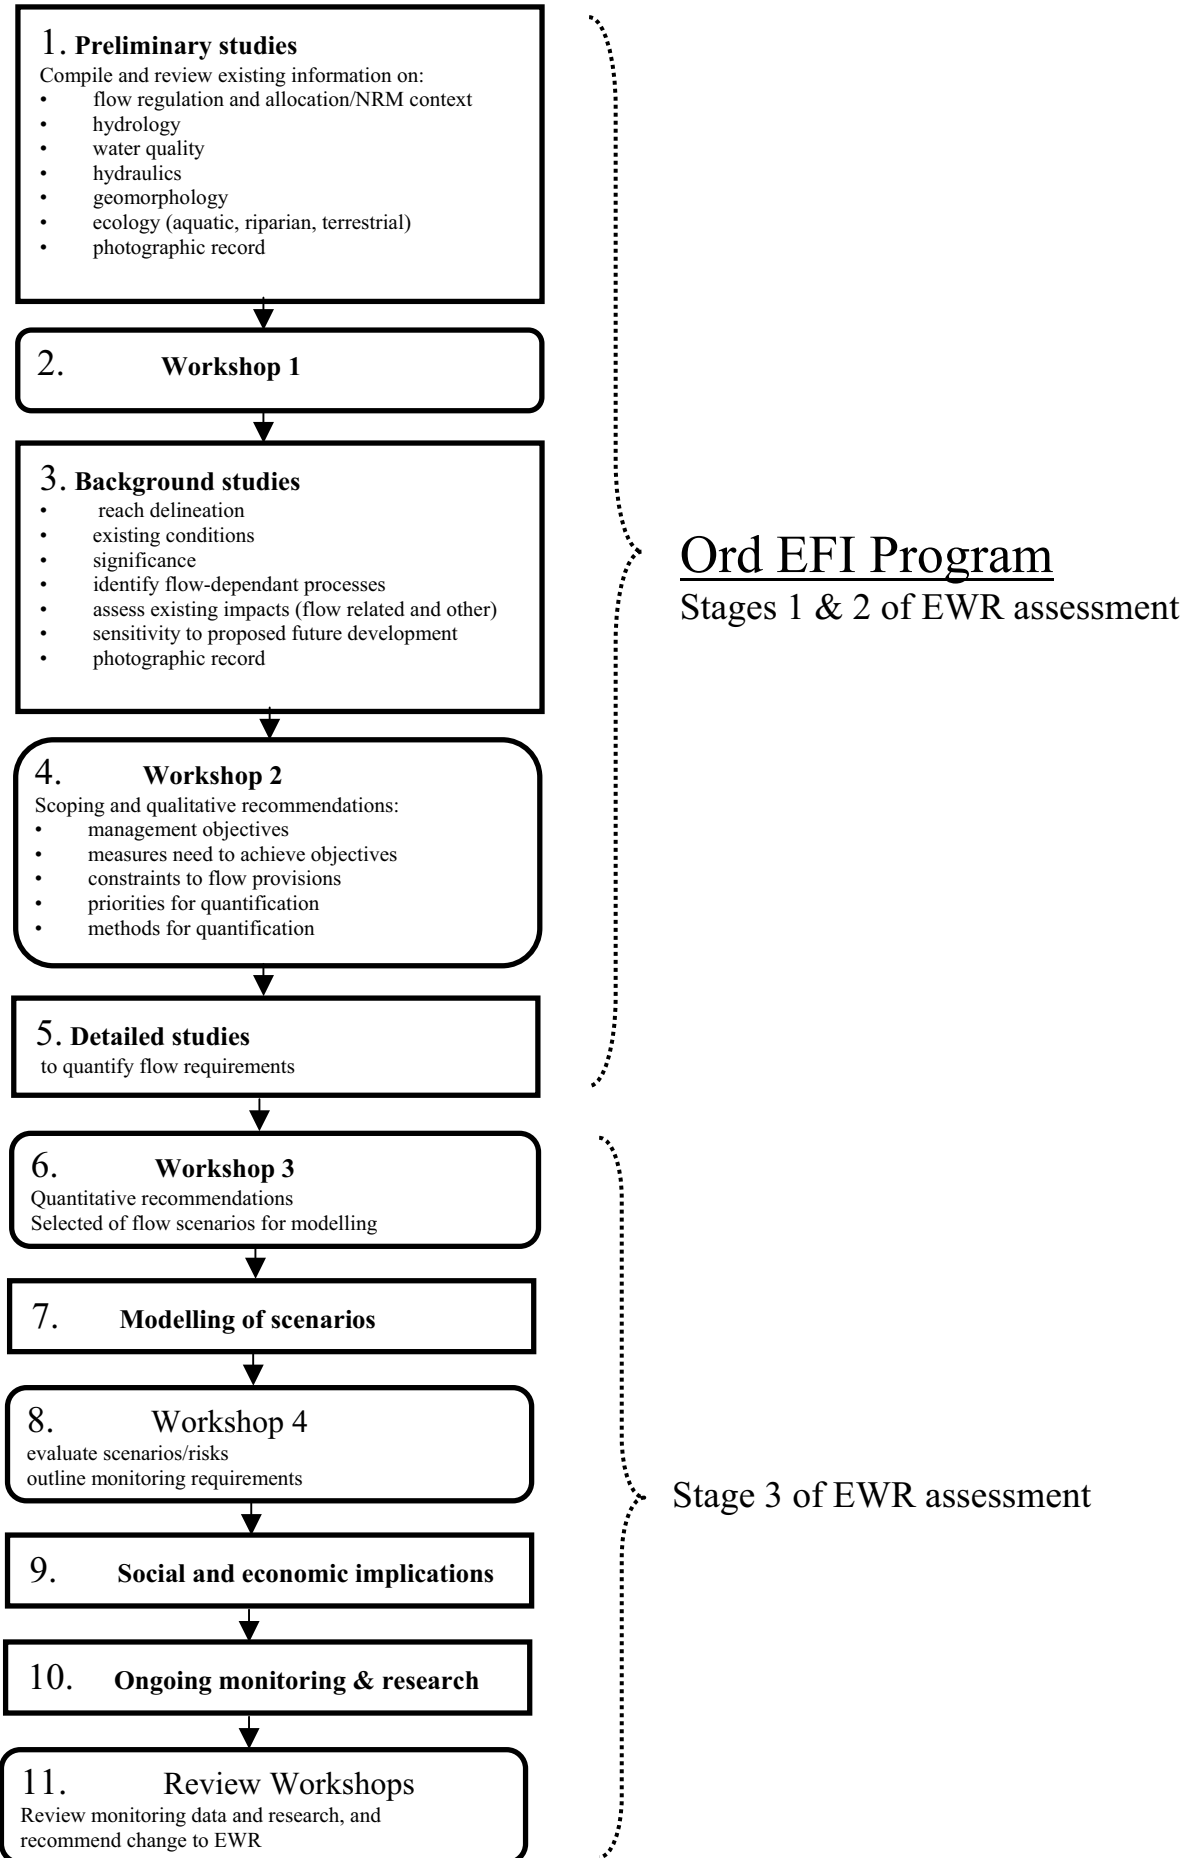 1. Preliminary studies
Compile and review existing information on:
• flow regulation and allocation/NRM context
• hydrology
• water quality
• hydraulics
• geomorphology
• ecology (aquatic, riparian, terrestrial)
• photographic record
2. Workshop 1
3. Background studies
• reach delineation
• existing conditions
• significance
• identify flow-dependant processes
• assess existing impacts (flow related and other)
• sensitivity to proposed future development
• photographic record
Ord EFI Program
Stages 1 & 2 of EWR assessment
4. Workshop 2
Scoping and qualitative recommendations:
• management objectives
• measures need to achieve objectives
• constraints to flow provisions
• priorities for quantification
• methods for quantification
5. Detailed studies
to quantify flow requirements
6. Workshop 3
Quantitative recommendations
Selected of flow scenarios for modelling
7. Modelling of scenarios
8. Workshop 4
evaluate scenarios/risks
outline monitoring requirements
Stage 3 of EWR assessment
9. Social and economic implications
10. Ongoing monitoring & research
11. Review Workshops
Review monitoring data and research, and
recommend change to EWR